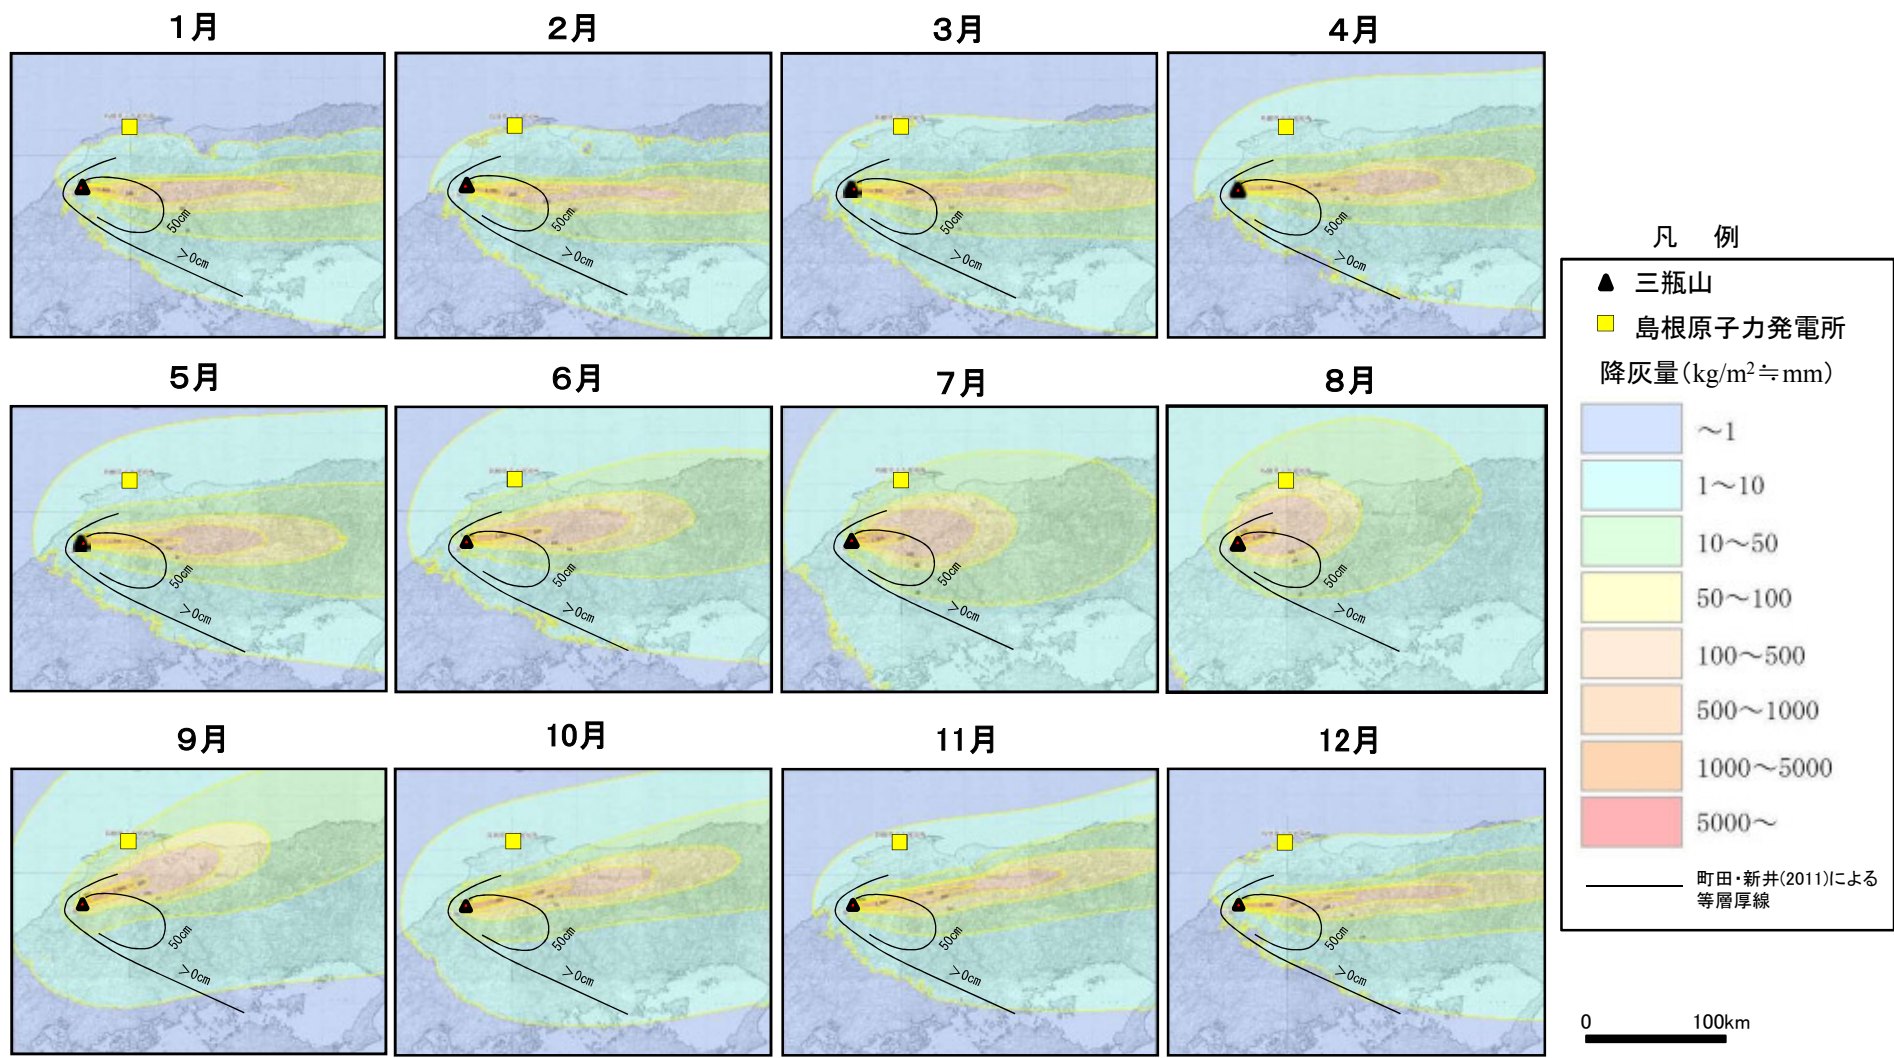 1月
2月
3月
4月
50cm
>0cm
50cm
>0cm
50cm
>0cm
50cm
>0cm
5月
6月
7月
8月
50cm
>0cm
50cm
>0cm
50cm
>0cm
50cm
>0cm
9月
10月
11月
12月
50cm
>0cm
50cm
>0cm
50cm
>0cm
50cm
>0cm
凡 例
三瓶山
島根原子力発電所
降灰量(kg/m²≒mm)
～1
1～10
10～50
50～100
100～500
500～1000
1000～5000
5000～
町田・新井(2011)による
等層厚線
0 100km